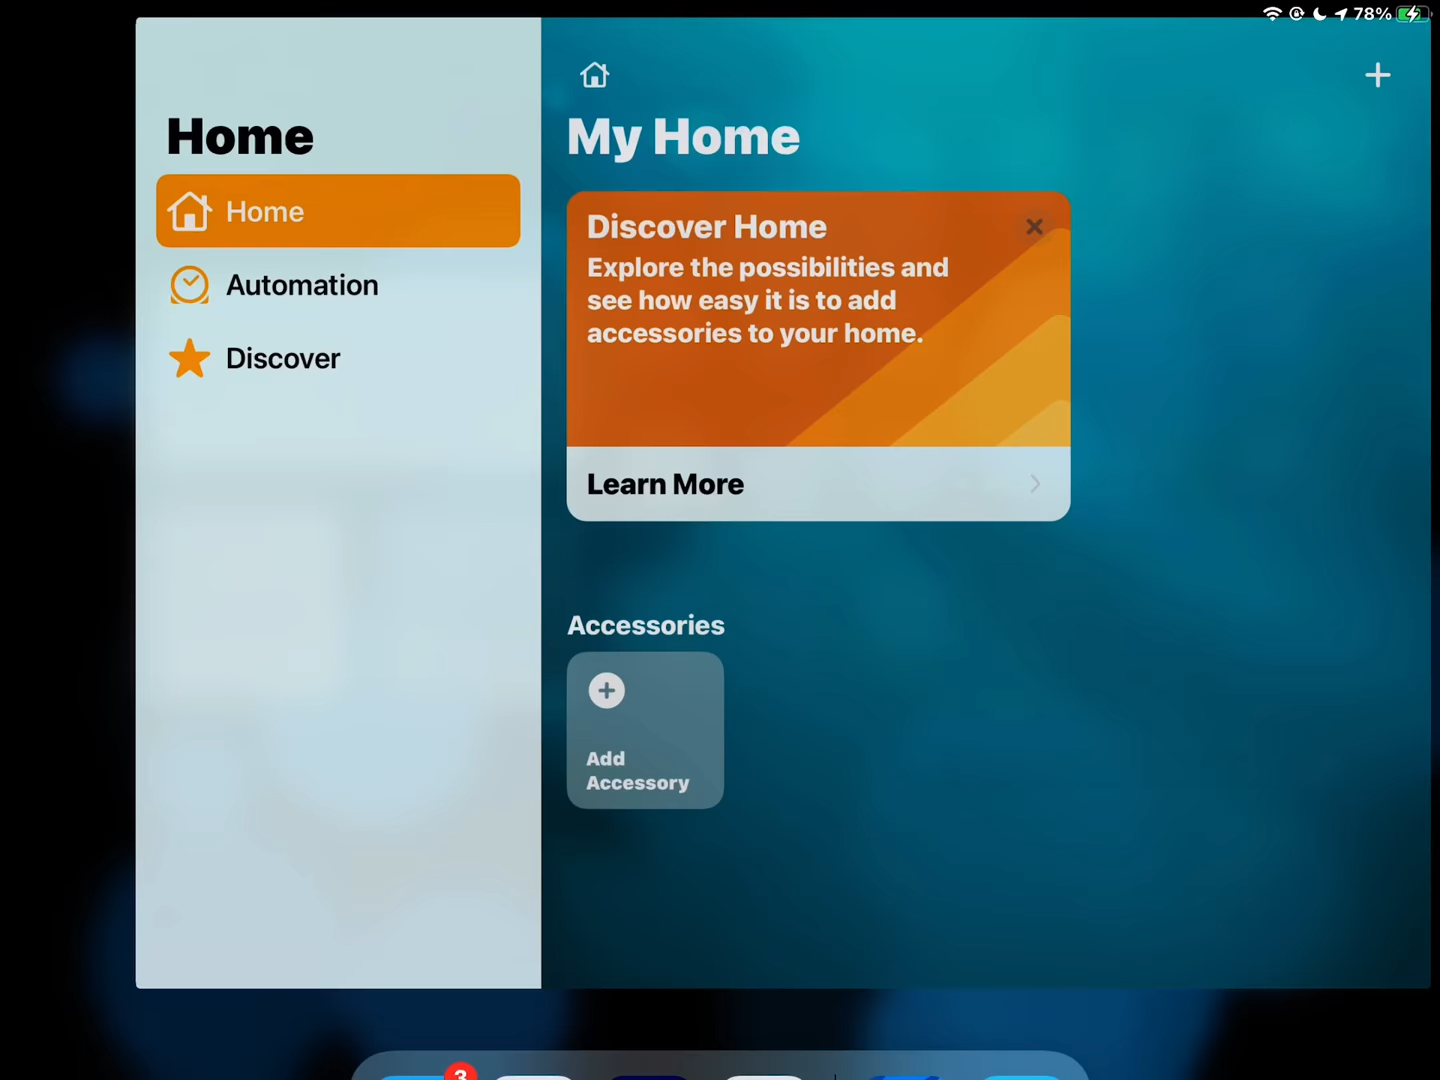 78%
Home
Home
Automation
Discover
My Home
Discover Home
Explore the possibilities and
see how easy it is to add
accessories to your home.
Learn More
Accessories
Add
Accessory
3